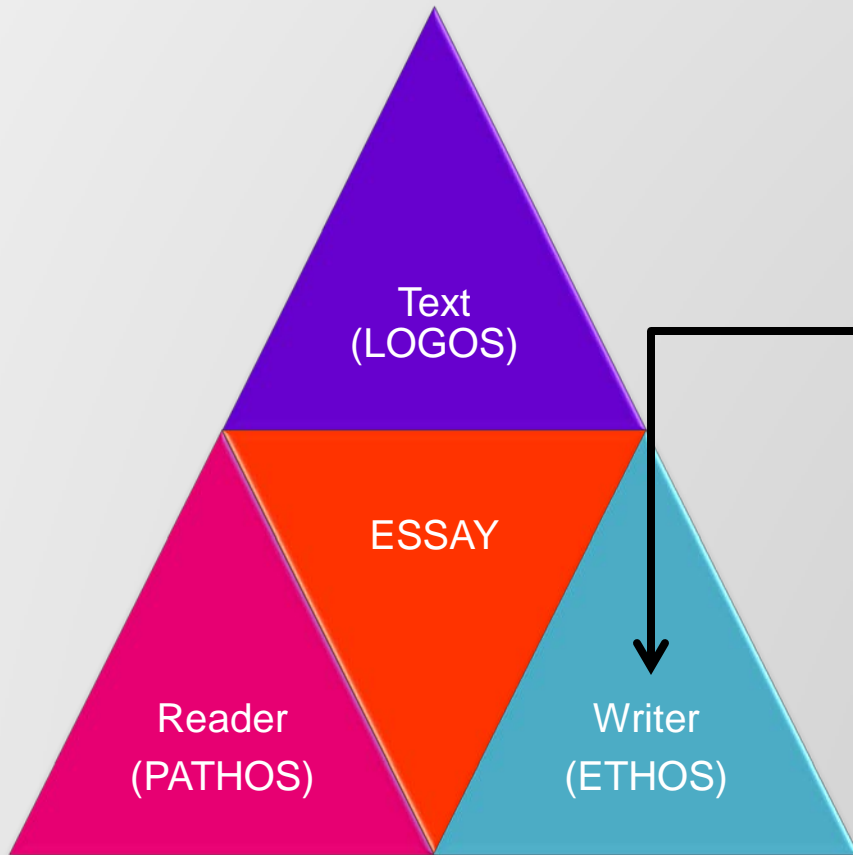 Text
(LOGOS)
ESSAY
Reader
(PATHOS)
Writer
(ETHOS)